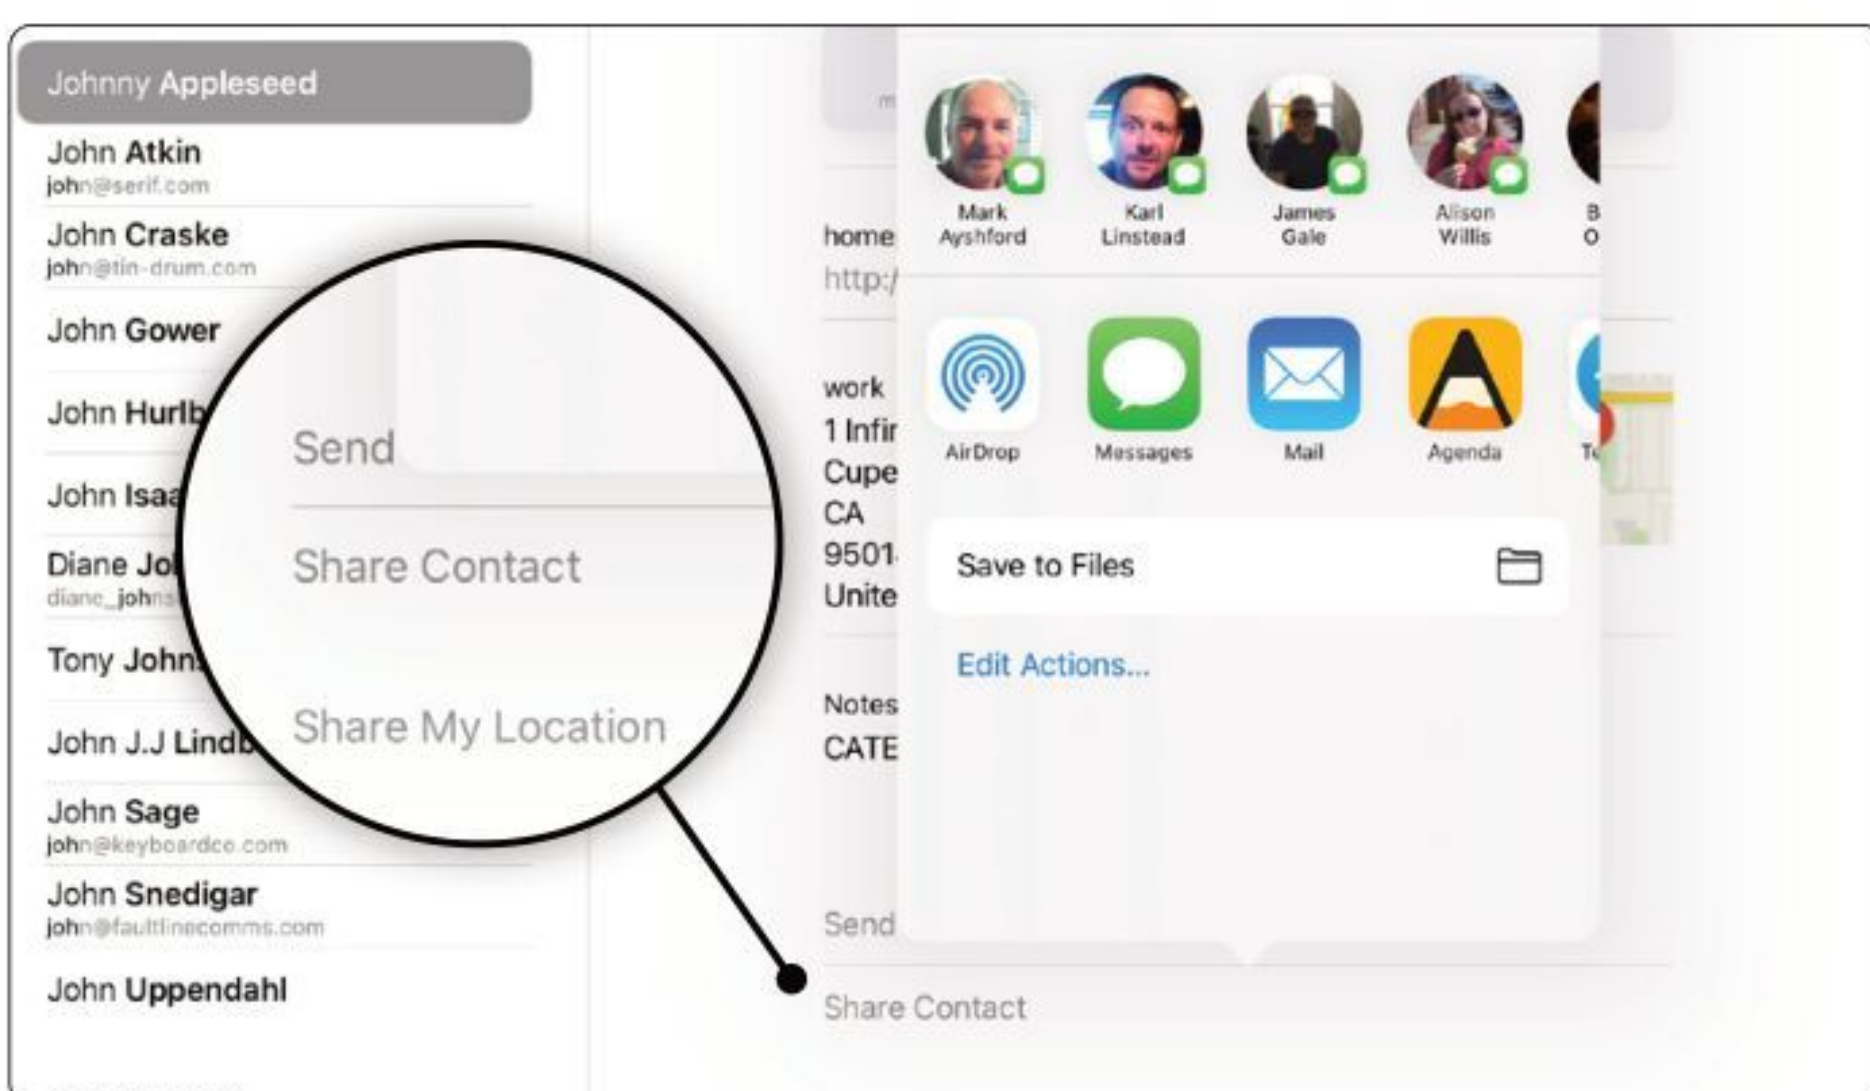 Johnny Appleseed
John Atkin
john@serif.com
John Craske
john@tin-drum.com
John Gower
John Hurlb
John Isaa
Diane Jo
diane_johns
Tony Johns
John J.J Lindb
John Sage
john@keyboardco.com
John Snedigar
john@faultlinecomms.com
John Uppendahl
Send
Share Contact
Share My Location
m
home
http:/
work
1 Infir
Cupe
CA
9501
Unite
Notes
CATE
Send
Share Contact
Mark
Ayshford
Karl
Linstead
James
Gale
Alison
Willis
B
O
AirDrop
Messages
Mail
Agenda
Te
Save to Files
Edit Actions...